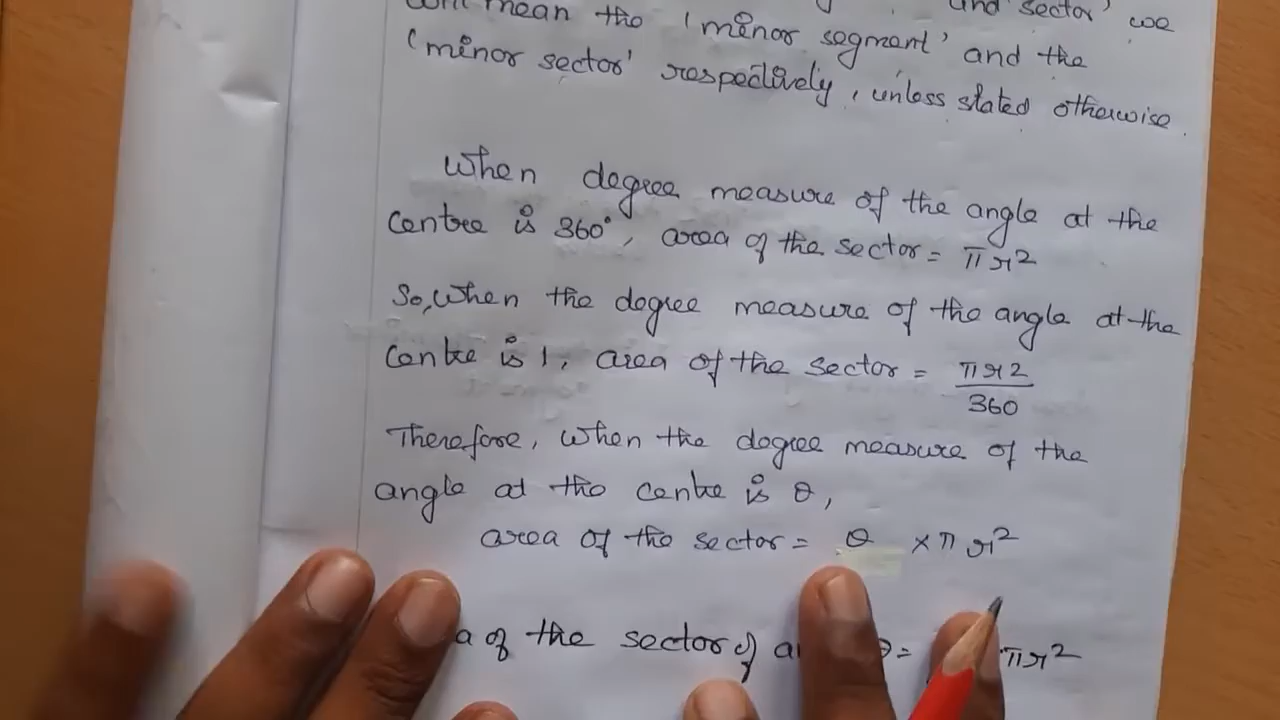 mean the 'minor segment' and the
and sector' we
'minor sector' respectively, unless stated otherwise.
When degree measure of the angle at the
centre is 360°, area of the sector = πr²
So, when the degree measure of the angle at the
centre is 1, area of the sector = πr2/360
Therefore, when the degree measure of the
angle at the centre is θ,
area of the sector = θ × πr²
of the sector of = πr²